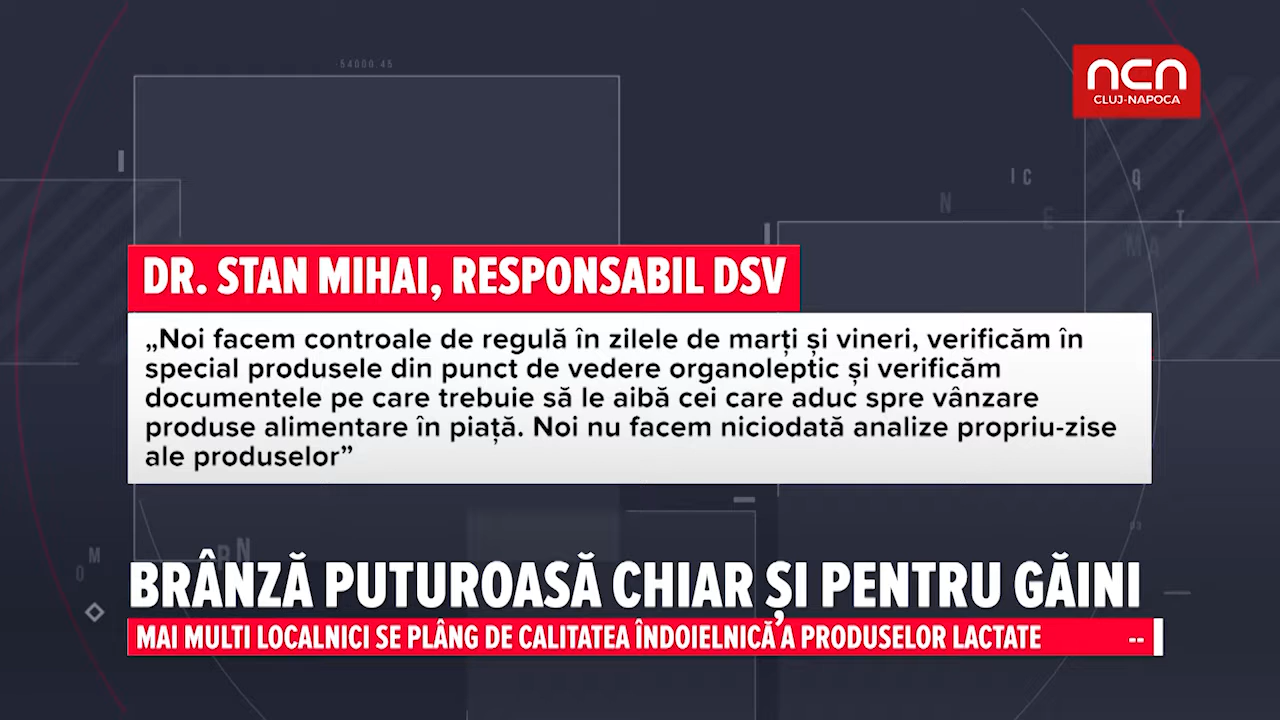 54000.45
ncn
CLUJ-NAPOCA
I C
q
N
E
T
M A
DR. STAN MIHAI, RESPONSABIL DSV
„Noi facem controale de regulă în zilele de marți și vineri, verificăm în
special produsele din punct de vedere organoleptic și verificăm
documentele pe care trebuie să le aibă cei care aduc spre vânzare
produse alimentare în piață. Noi nu facem niciodată analize propriu-zise
ale produselor”
M
O
R N
BRÂNZĂ PUTUROASĂ CHIAR ȘI PENTRU GĂINI
MAI MULTI LOCALNICI SE PLÂNG DE CALITATEA ÎNDOIELNICĂ A PRODUSELOR LACTATE --